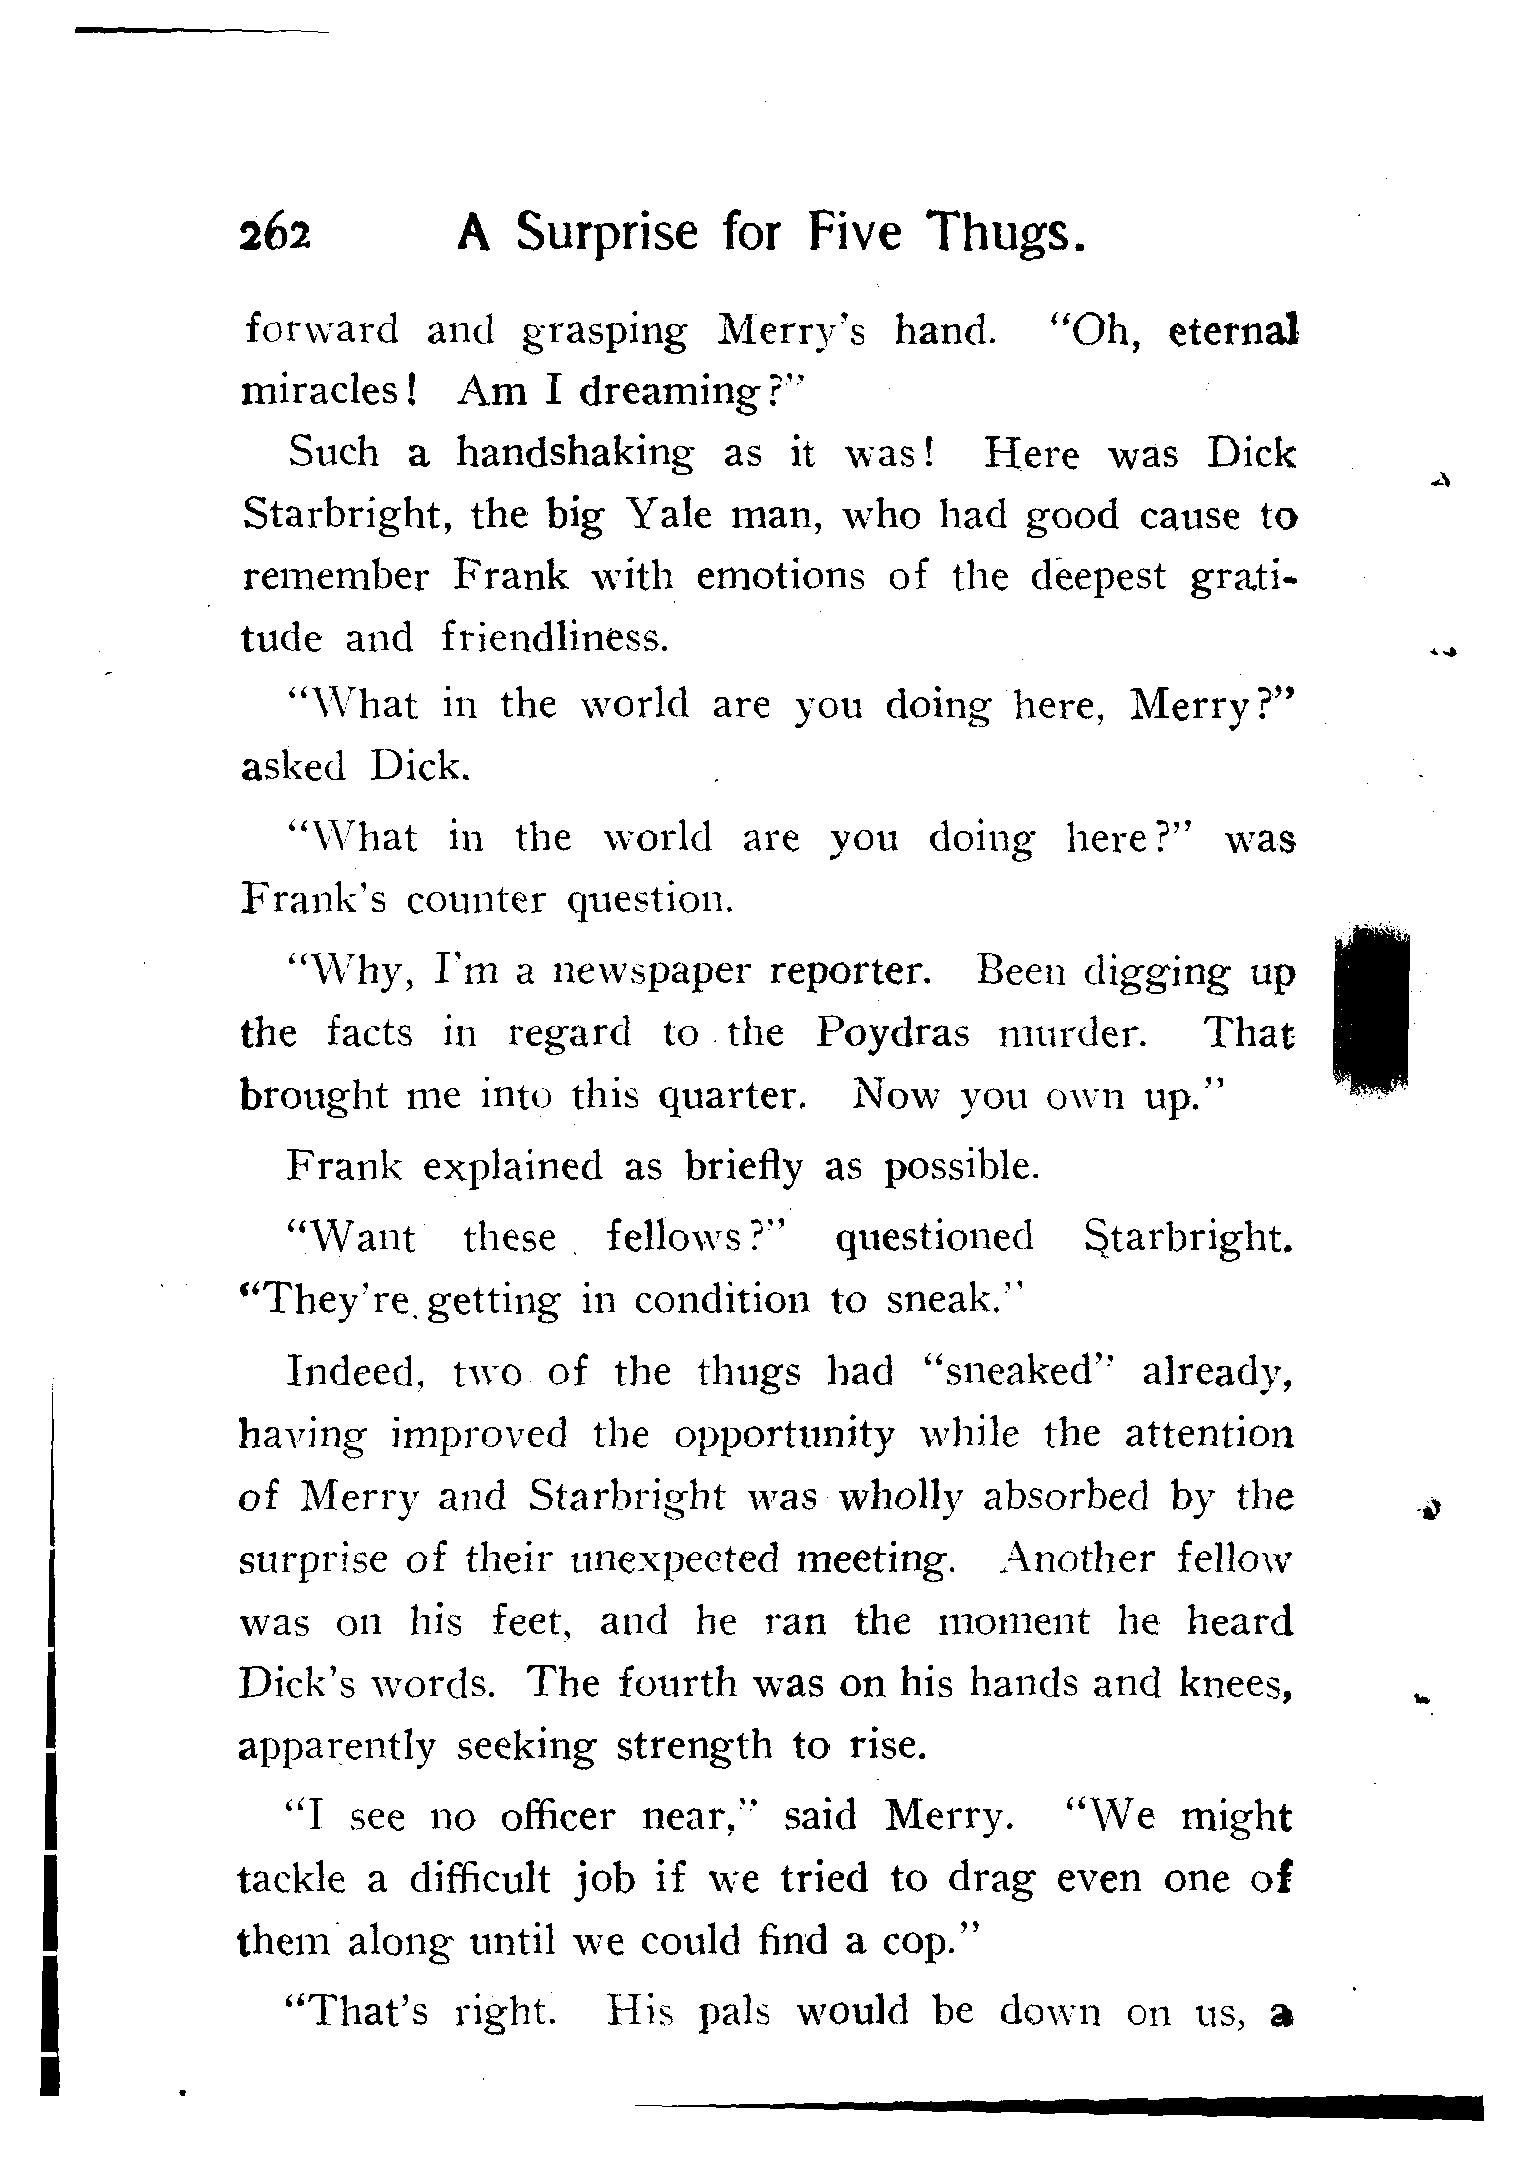 262 A Surprise for Five Thugs.
forward and grasping Merry's hand. "Oh, eternal
miracles! Am I dreaming?"
Such a handshaking as it was! Here was Dick
Starbright, the big Yale man, who had good cause to
remember Frank with emotions of the deepest grati-
tude and friendliness.
"What in the world are you doing here, Merry?"
asked Dick.
"What in the world are you doing here?" was
Frank's counter question.
"Why, I'm a newspaper reporter. Been digging up
the facts in regard to the Poydras murder. That
brought me into this quarter. Now you own up."
Frank explained as briefly as possible.
"Want these fellows?" questioned Starbright.
"They're getting in condition to sneak."
Indeed, two of the thugs had "sneaked" already,
having improved the opportunity while the attention
of Merry and Starbright was wholly absorbed by the
surprise of their unexpected meeting. Another fellow
was on his feet, and he ran the moment he heard
Dick's words. The fourth was on his hands and knees,
apparently seeking strength to rise.
"I see no officer near," said Merry. "We might
tackle a difficult job if we tried to drag even one of
them along until we could find a cop."
"That's right. His pals would be down on us, a